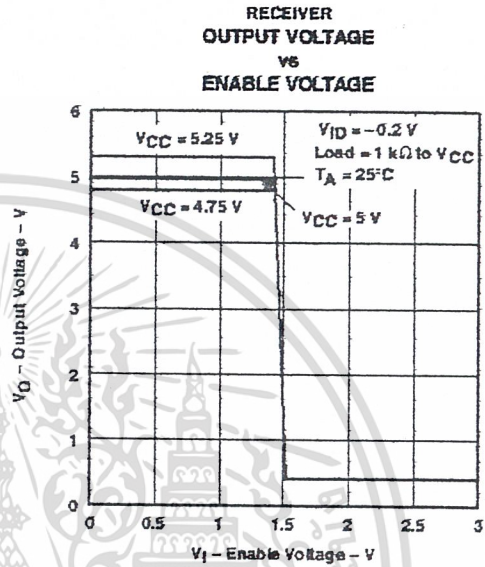 RECEIVER
OUTPUT VOLTAGE
vs
ENABLE VOLTAGE
VO – Output Voltage – V
6
5
4
3
2
1
0
VCC = 5.25 V
VCC = 4.75 V
VID = –0.2 V
Load = 1 kΩ to VCC
TA = 25°C
VCC = 5 V
0 0.5 1 1.5 2 2.5 3
VI – Enable Voltage – V